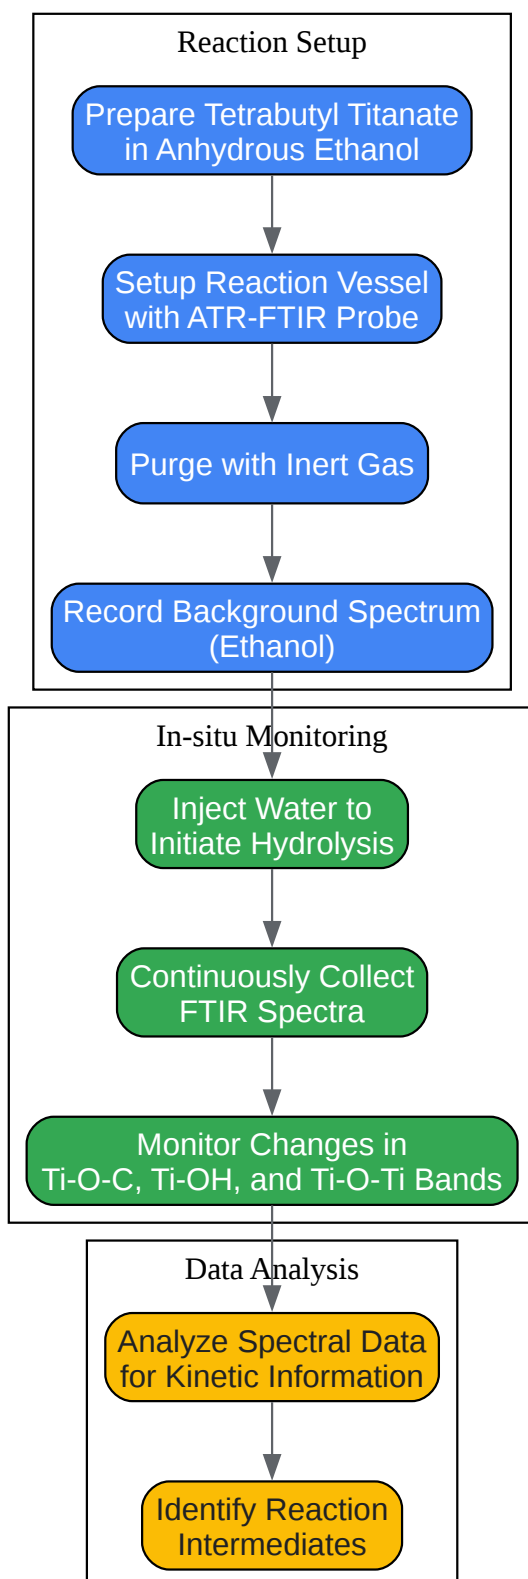 Reaction Setup
Prepare Tetrabutyl Titanate
in Anhydrous Ethanol
Setup Reaction Vessel
with ATR-FTIR Probe
Purge with Inert Gas
Record Background Spectrum
(Ethanol)
In-situ Monitoring
Inject Water to
Initiate Hydrolysis
Continuously Collect
FTIR Spectra
Monitor Changes in
Ti-O-C, Ti-OH, and Ti-O-Ti Bands
Data Analysis
Analyze Spectral Data
for Kinetic Information
Identify Reaction
Intermediates